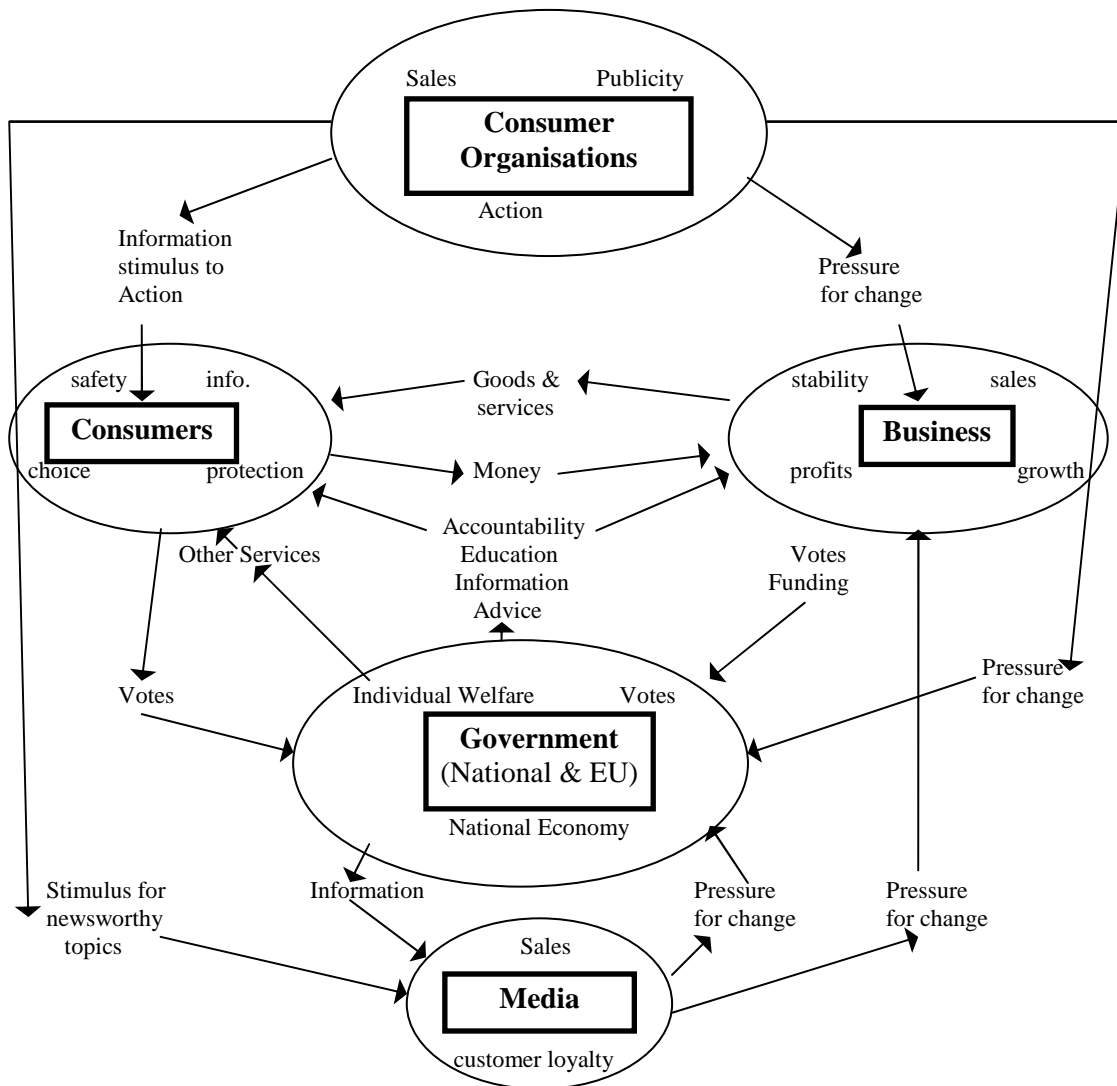 Sales Publicity
Consumer
Organisations
Action
Information
stimulus to
Action
Pressure
for change
safety info.
Consumers
choice protection
Goods &
services
Money
stability sales
Business
profits growth
Accountability
Education
Information
Advice
Other Services
Votes
Funding
Votes
Individual Welfare Votes
Government
(National & EU)
National Economy
Pressure
for change
Stimulus for
newsworthy
topics
Information
Pressure
for change
Pressure
for change
Sales
Media
customer loyalty